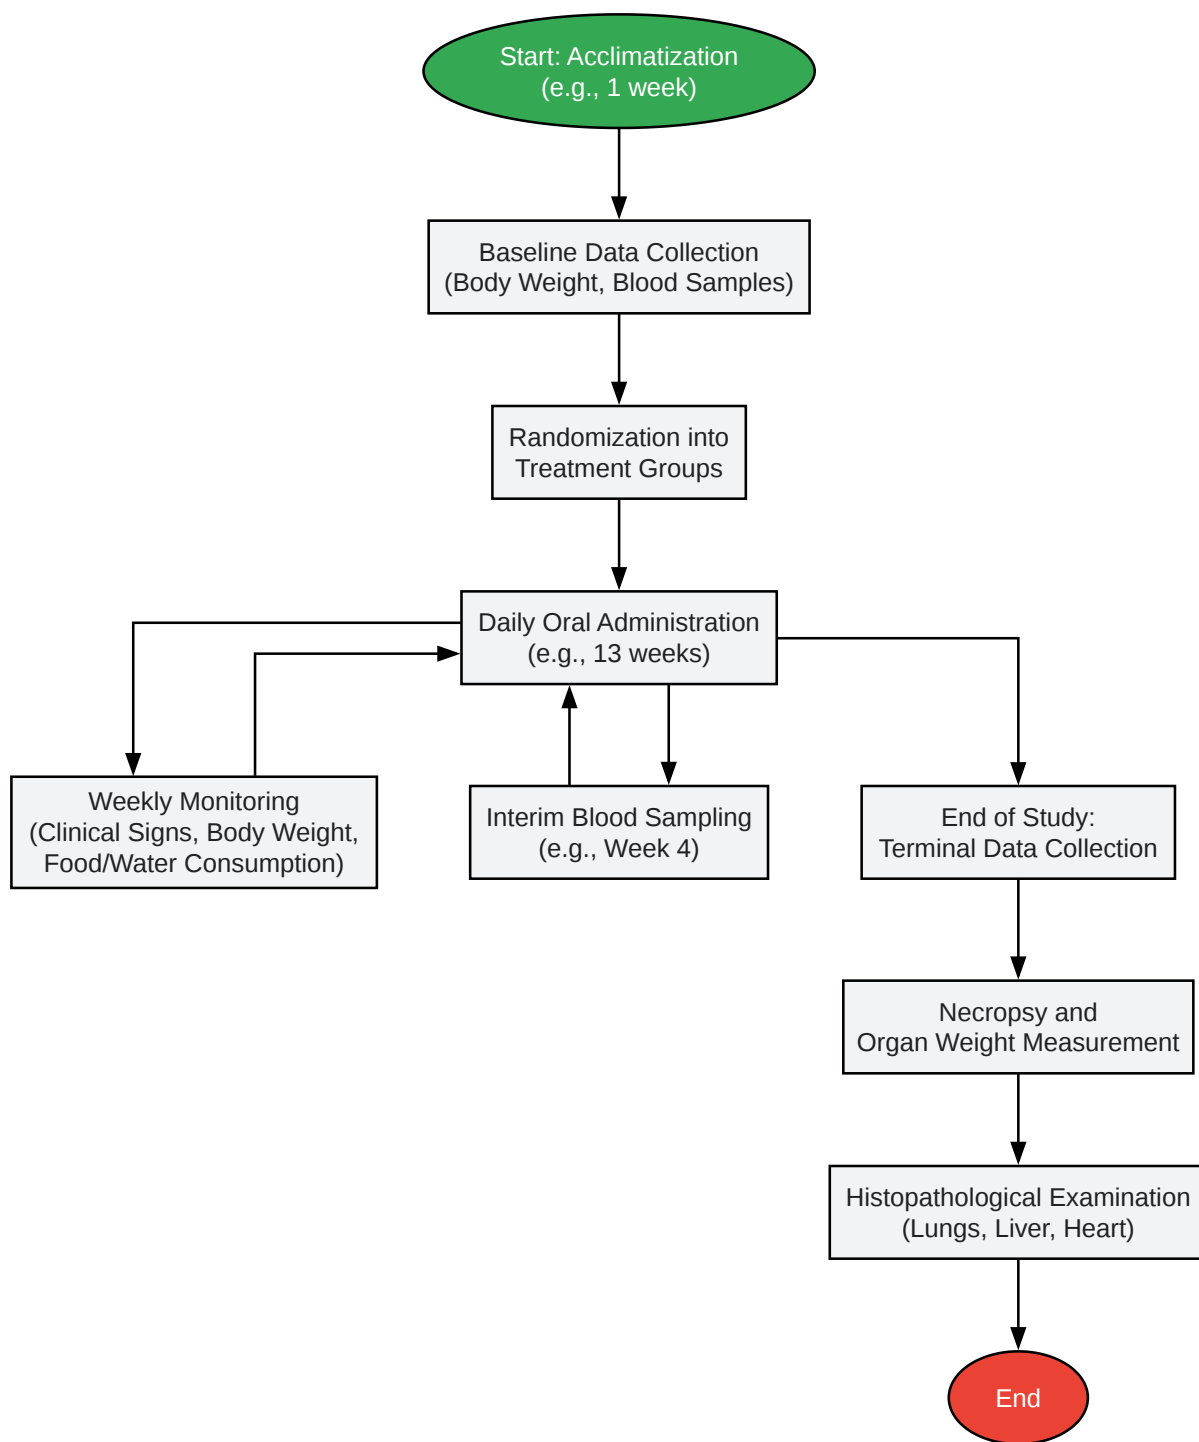 Start: Acclimatization
(e.g., 1 week)
Baseline Data Collection
(Body Weight, Blood Samples)
Randomization into
Treatment Groups
Daily Oral Administration
(e.g., 13 weeks)
Weekly Monitoring
(Clinical Signs, Body Weight,
Food/Water Consumption)
Interim Blood Sampling
(e.g., Week 4)
End of Study:
Terminal Data Collection
Necropsy and
Organ Weight Measurement
Histopathological Examination
(Lungs, Liver, Heart)
End